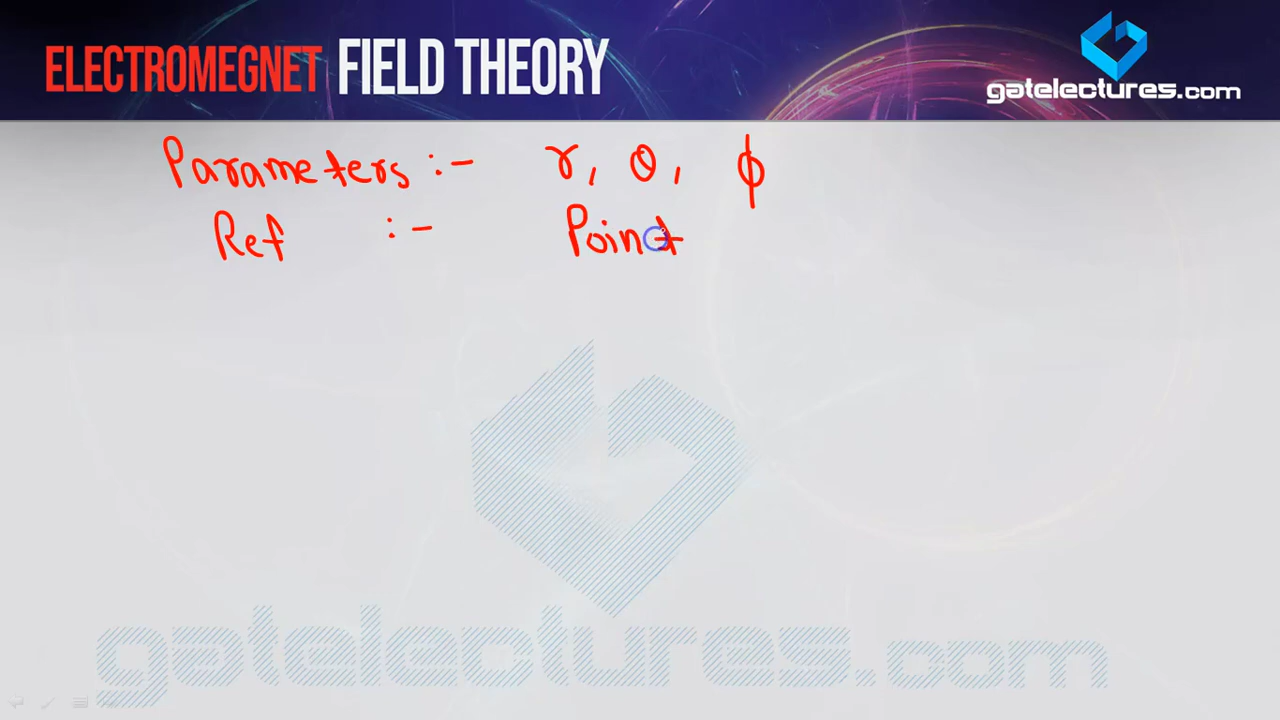 ELECTROMEGNET FIELD THEORY
gatelectures.com
Parameters :- r, θ, ϕ
Ref :- Point
gatelectures.com